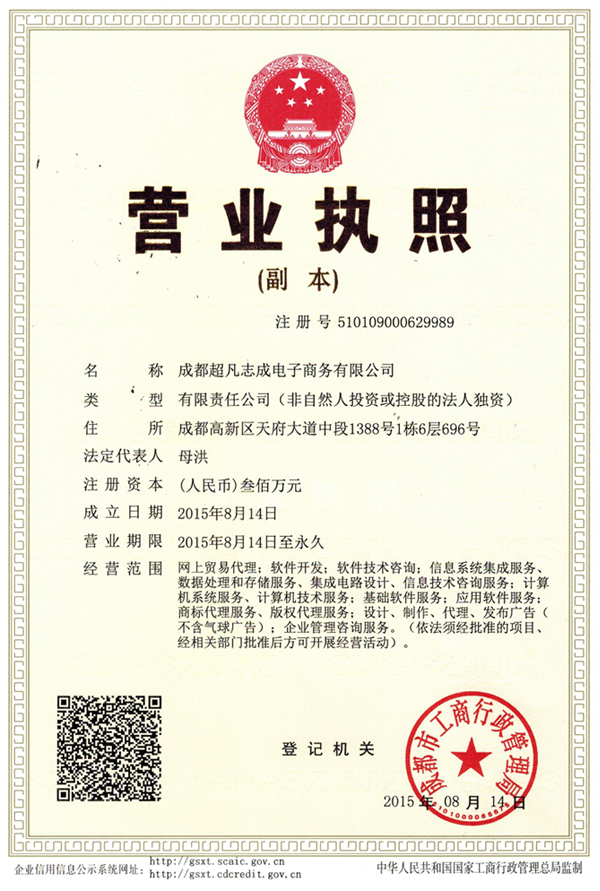 营业执照
(副 本)
注册号 510109000629989
名 称 成都超凡志成电子商务有限公司
类 型 有限责任公司（非自然人投资或控股的法人独资）
住 所 成都高新区天府大道中段1388号1栋6层696号
法定代表人 母洪
注册资本 (人民币)叁佰万元
成立日期 2015年8月14日
营业期限 2015年8月14日至永久
经营范围 网上贸易代理；软件开发；软件技术咨询；信息系统集成服务、
数据处理和存储服务、集成电路设计、信息技术咨询服务；计算
机系统服务、计算机技术服务；基础软件服务；应用软件服务；
商标代理服务、版权代理服务；设计、制作、代理、发布广告（
不含气球广告）；企业管理咨询服务。（依法须经批准的项目、
经相关部门批准后方可开展经营活动）。
登记机关
成都市工商行政管理局
2015 年 08 月 14 日
企业信用信息公示系统网址: http://gsxt.scaic.gov.cn
http://gsxt.cdcredit.gov.cn
中华人民共和国国家工商行政管理总局监制